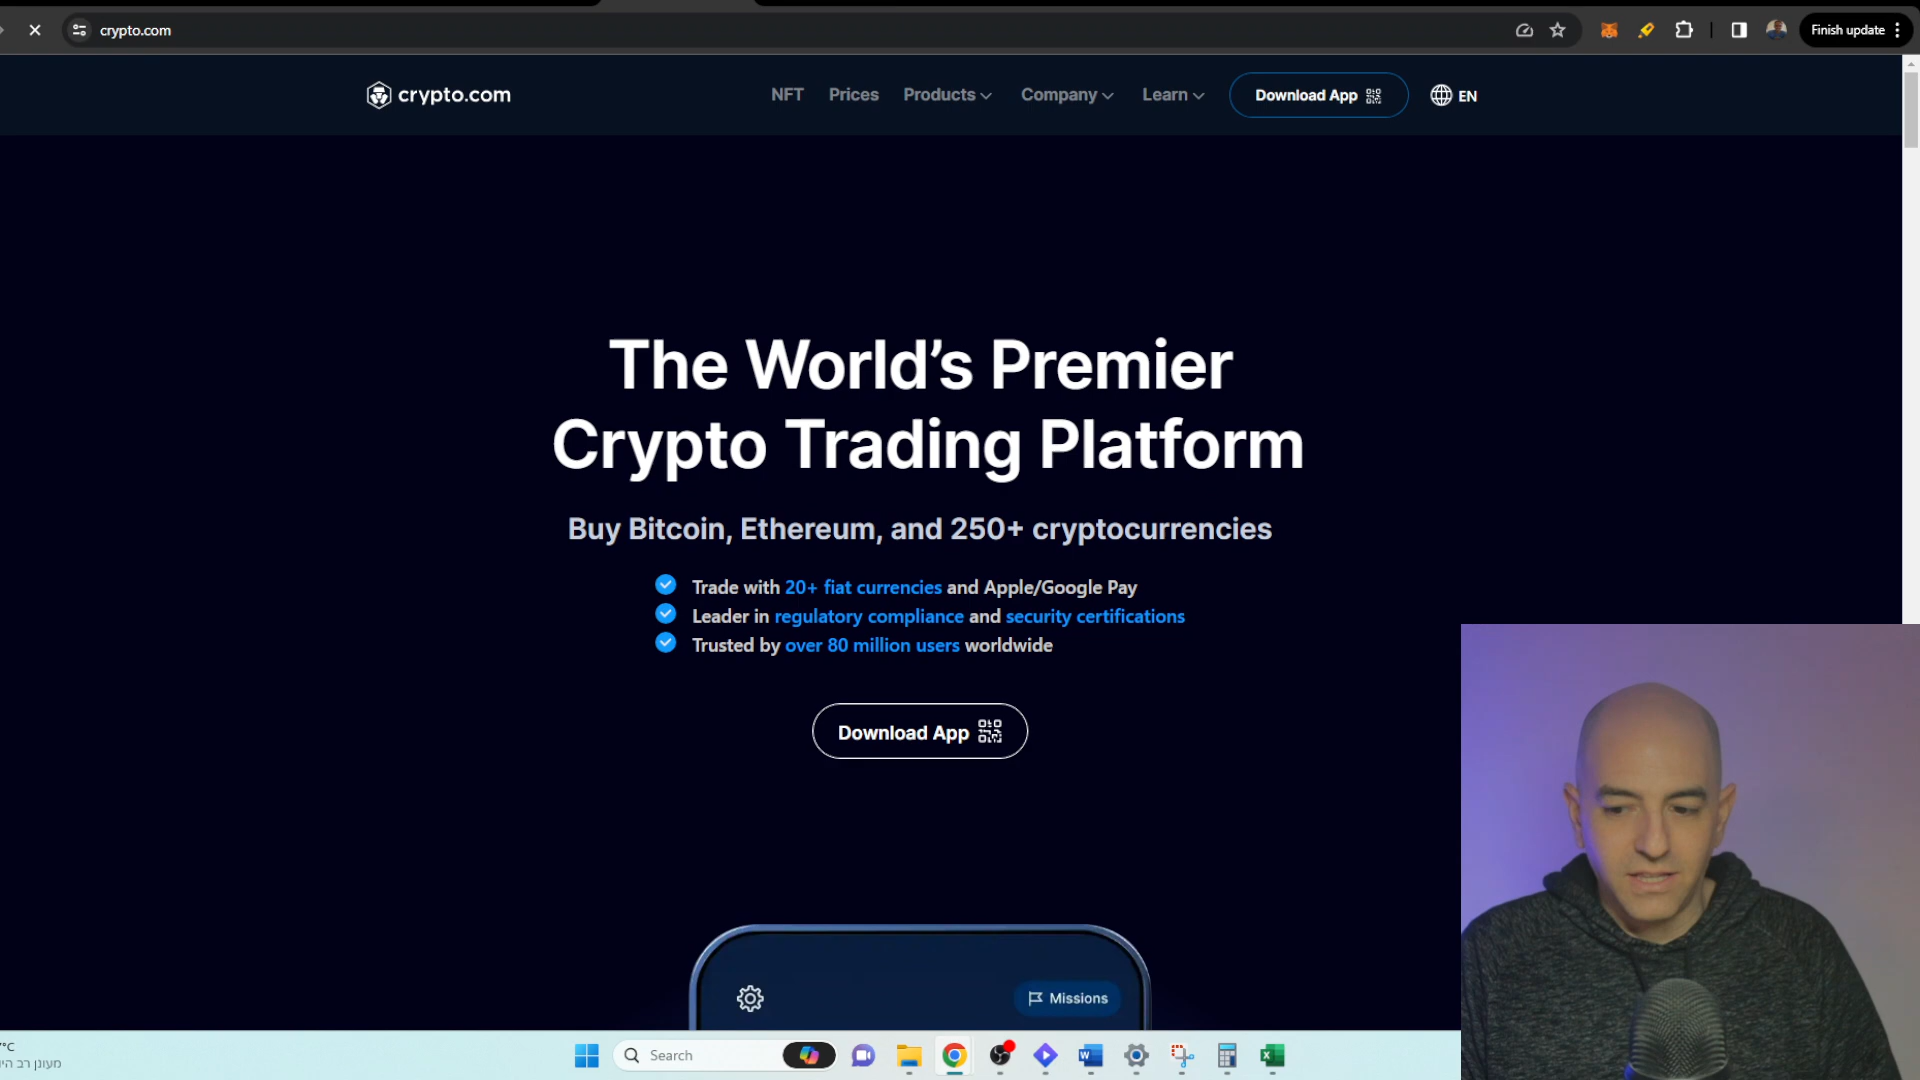 crypto.com
Finish update
crypto.com
NFT
Prices
Products
Company
Learn
Download App
EN
The World’s Premier
Crypto Trading Platform
Buy Bitcoin, Ethereum, and 250+ cryptocurrencies
Trade with 20+ fiat currencies and Apple/Google Pay
Leader in regulatory compliance and security certifications
Trusted by over 80 million users worldwide
Download App
Missions
°C
Search